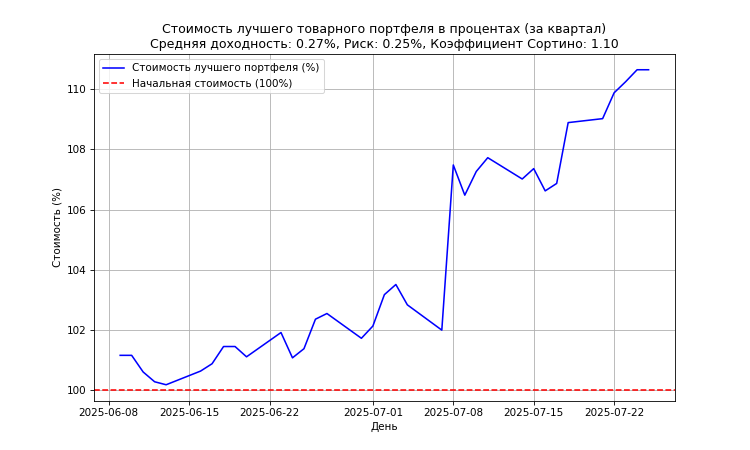 Стоимость лучшего товарного портфеля в процентах (за квартал)
Средняя доходность: 0.27%, Риск: 0.25%, Коэффициент Сортино: 1.10
Стоимость лучшего портфеля (%)
Начальная стоимость (100%)
Стоимость (%)
110
108
106
104
102
100
2025-06-08
2025-06-15
2025-06-22
2025-07-01
2025-07-08
2025-07-15
2025-07-22
День